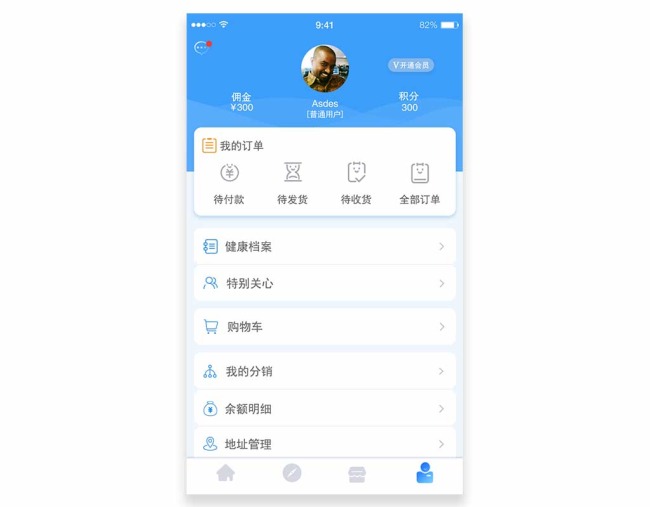 9:41
82%
V开通会员
佣金
¥300
积分
300
Asdes
[普通用户]
我的订单
待付款
待发货
待收货
全部订单
健康档案
特别关心
购物车
我的分销
余额明细
地址管理